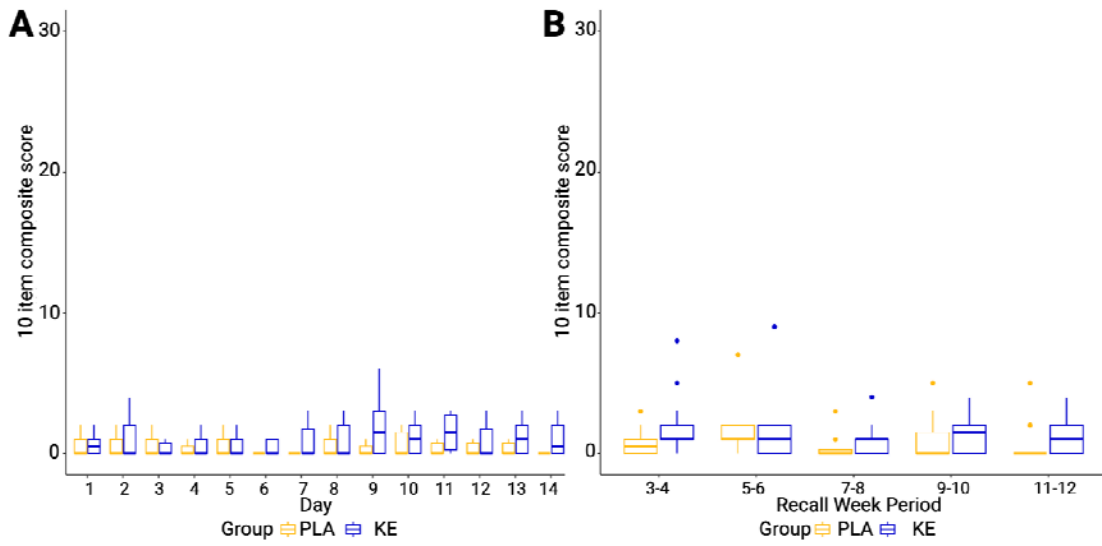 A
10 item composite score
30
20
10
0
1 2 3 4 5 6 7 8 9 10 11 12 13 14
Day
Group PLA KE
B
10 item composite score
30
20
10
0
3-4 5-6 7-8 9-10 11-12
Recall Week Period
Group PLA KE